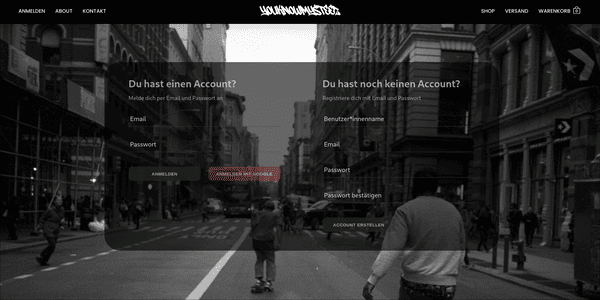 ANMELDEN ABOUT KONTAKT YOUKNOWMYSTEEZ SHOP VERSAND WARENKORB 0
Du hast einen Account?
Melde dich per Email und Passwort an
Email
Passwort
ANMELDEN ANMELDEN MIT GOOGLE
Du hast noch keinen Account?
Registriere dich mit Email und Passwort
Benutzer*innenname
Email
Passwort
Passwort bestätigen
ACCOUNT ERSTELLEN